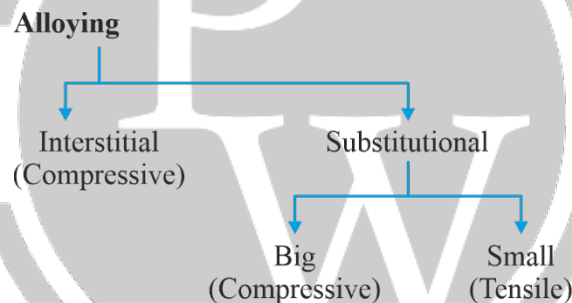 Alloying
Interstitial
(Compressive)
Substitutional
Big
(Compressive)
Small
(Tensile)